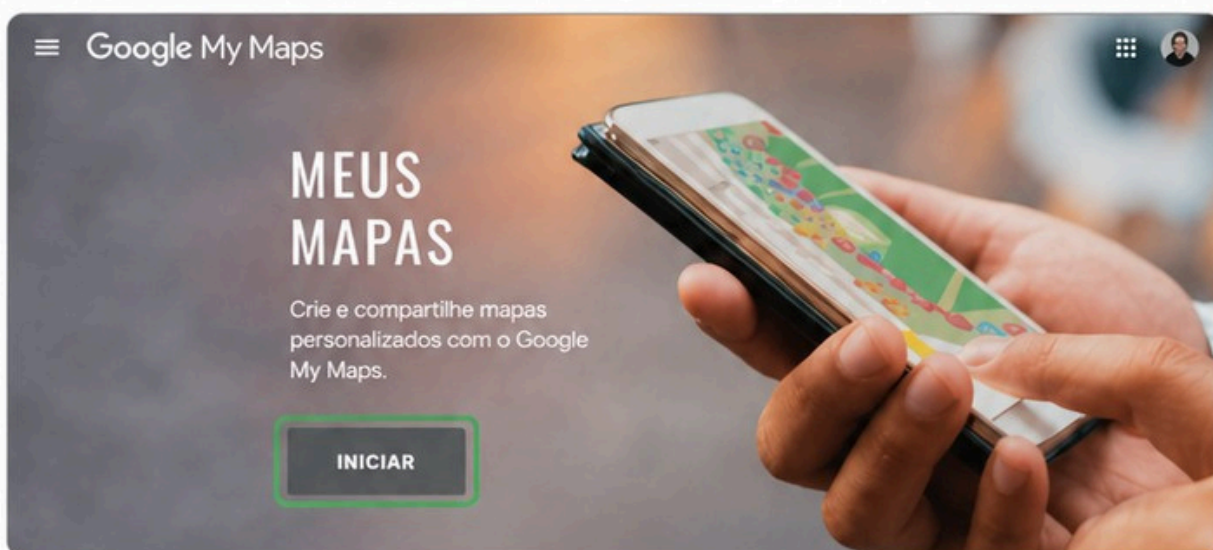 Google My Maps
MEUS
MAPAS
Crie e compartilhe mapas
personalizados com o Google
My Maps.
INICIAR